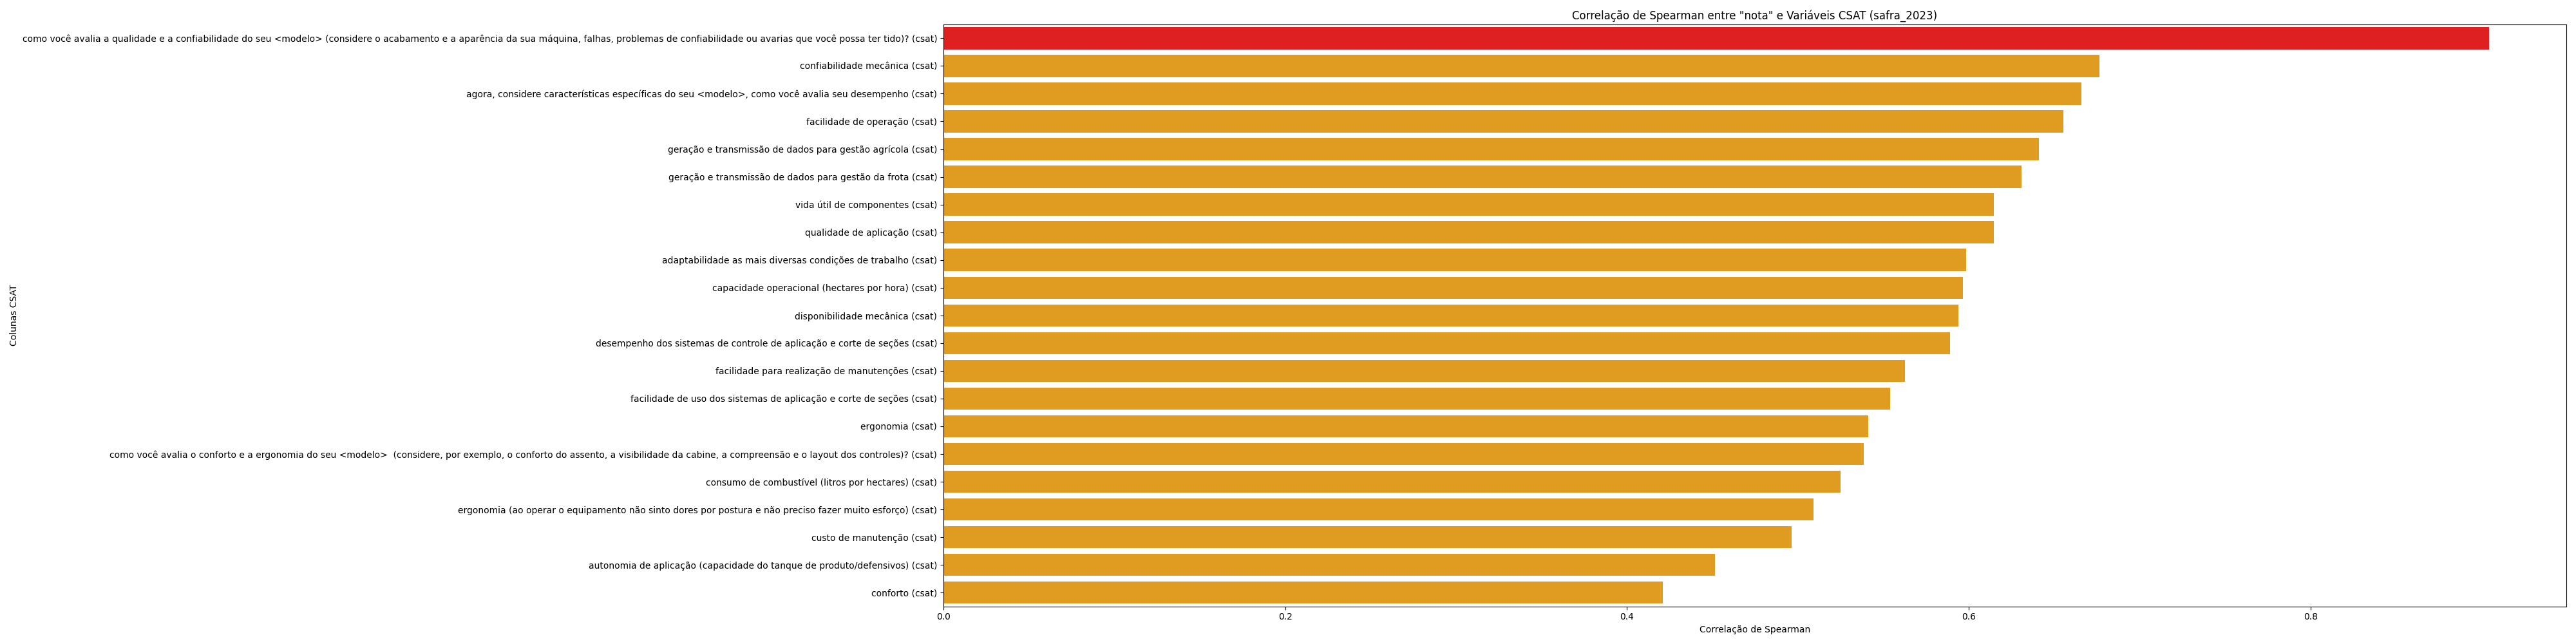 Correlação de Spearman entre "nota" e Variáveis CSAT (safra_2023)
Colunas CSAT
como você avalia a qualidade e a confiabilidade do seu <modelo> (considere o acabamento e a aparência da sua máquina, falhas, problemas de confiabilidade ou avarias que você possa ter tido)? (csat)
confiabilidade mecânica (csat)
agora, considere características específicas do seu <modelo>, como você avalia seu desempenho (csat)
facilidade de operação (csat)
geração e transmissão de dados para gestão agrícola (csat)
geração e transmissão de dados para gestão da frota (csat)
vida útil de componentes (csat)
qualidade de aplicação (csat)
adaptabilidade as mais diversas condições de trabalho (csat)
capacidade operacional (hectares por hora) (csat)
disponibilidade mecânica (csat)
desempenho dos sistemas de controle de aplicação e corte de seções (csat)
facilidade para realização de manutenções (csat)
facilidade de uso dos sistemas de aplicação e corte de seções (csat)
ergonomia (csat)
como você avalia o conforto e a ergonomia do seu <modelo>  (considere, por exemplo, o conforto do assento, a visibilidade da cabine, a compreensão e o layout dos controles)? (csat)
consumo de combustível (litros por hectares) (csat)
ergonomia (ao operar o equipamento não sinto dores por postura e não preciso fazer muito esforço) (csat)
custo de manutenção (csat)
autonomia de aplicação (capacidade do tanque de produto/defensivos) (csat)
conforto (csat)
0.0 0.2 0.4 0.6 0.8
Correlação de Spearman